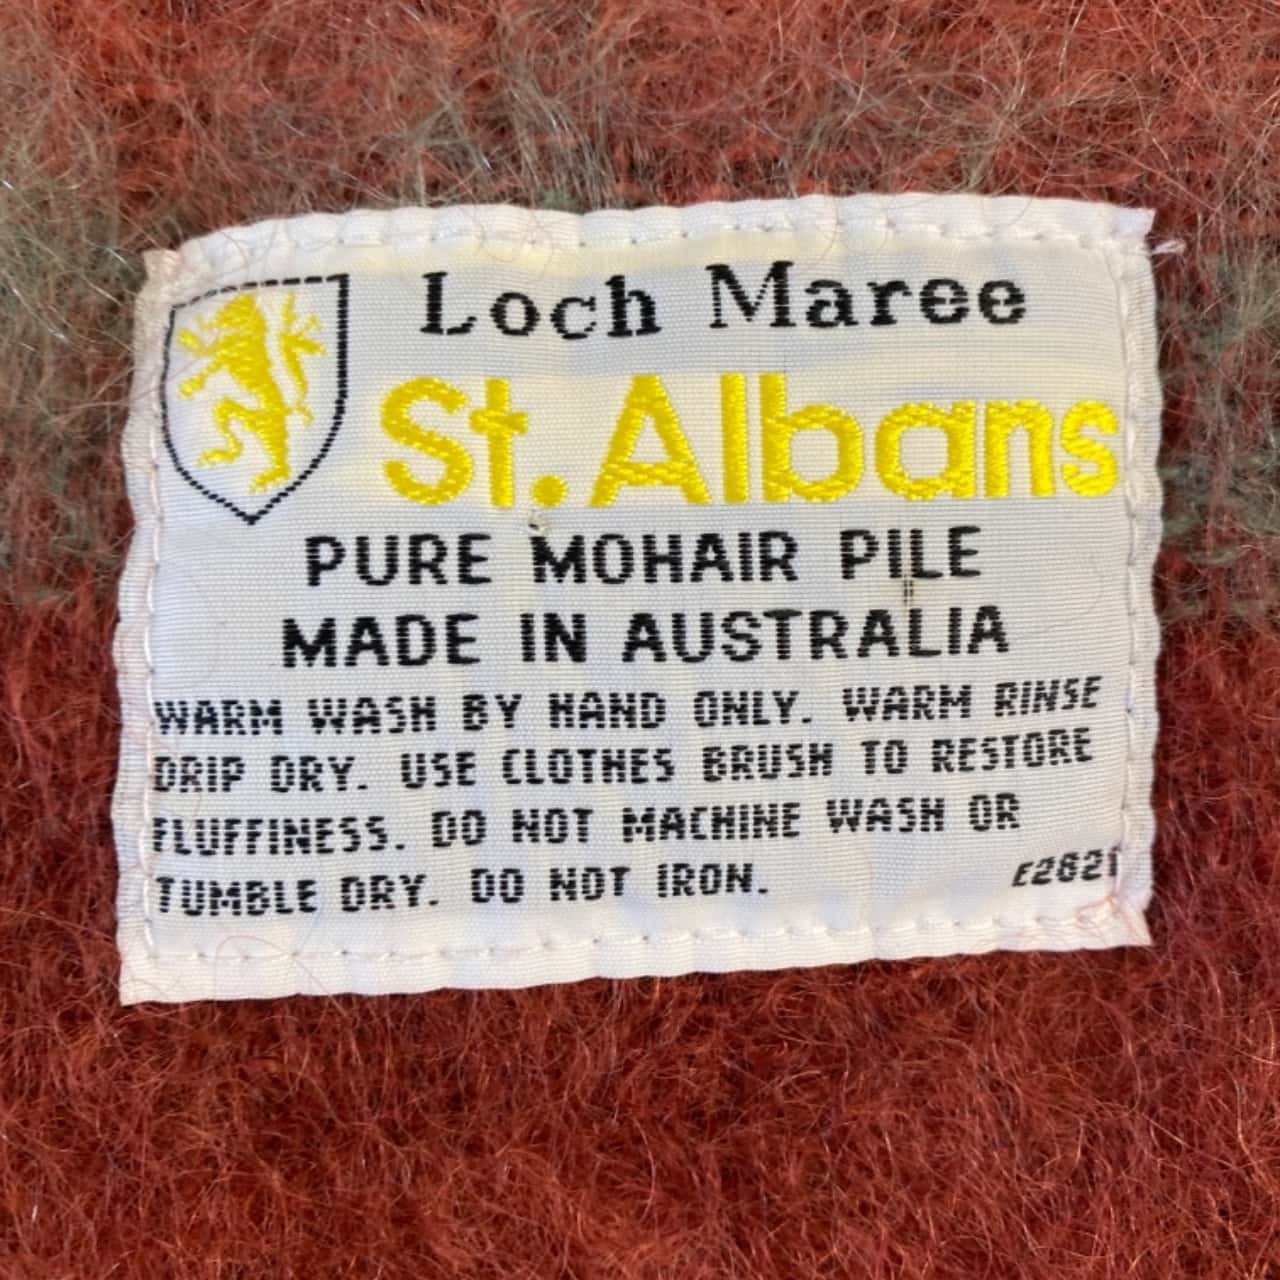 Loch Maree
St. Albans
PURE MOHAIR PILE
MADE IN AUSTRALIA
WARM WASH BY HAND ONLY. WARM RINSE
DRIP DRY. USE CLOTHES BRUSH TO RESTORE
FLUFFINESS. DO NOT MACHINE WASH OR
TUMBLE DRY. DO NOT IRON.